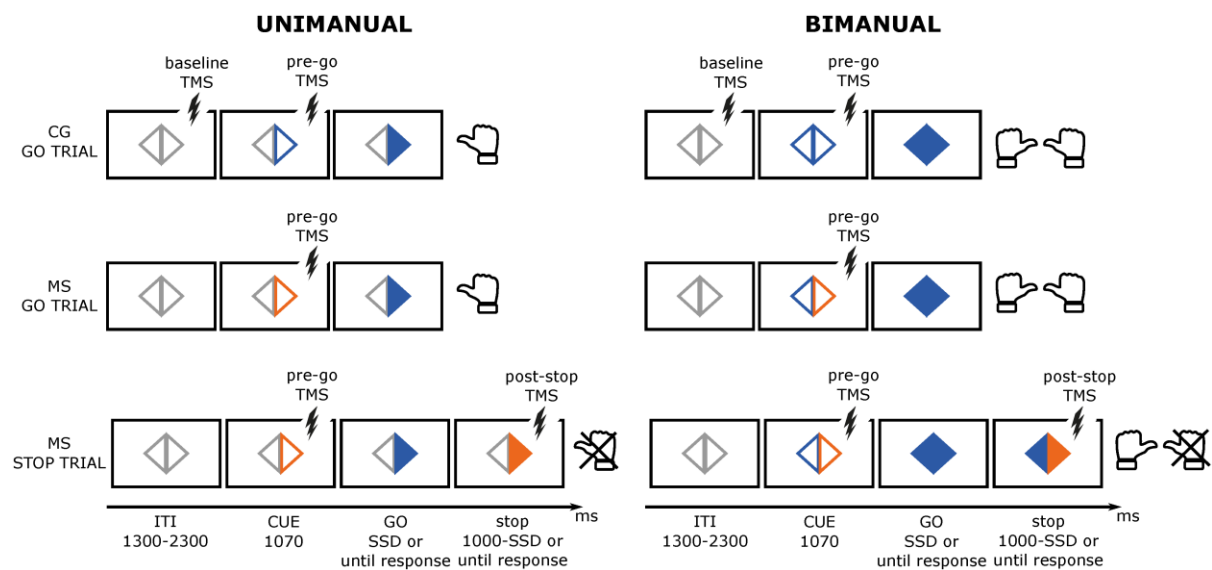 UNIMANUAL
BIMANUAL
baseline
TMS
pre-go
TMS
baseline
TMS
pre-go
TMS
CG
GO TRIAL
pre-go
TMS
pre-go
TMS
MS
GO TRIAL
pre-go
TMS
post-stop
TMS
pre-go
TMS
post-stop
TMS
MS
STOP TRIAL
ms
ms
ITI
1300-2300
CUE
1070
GO
SSD or
until response
stop
1000-SSD or
until response
ITI
1300-2300
CUE
1070
GO
SSD or
until response
stop
1000-SSD or
until response